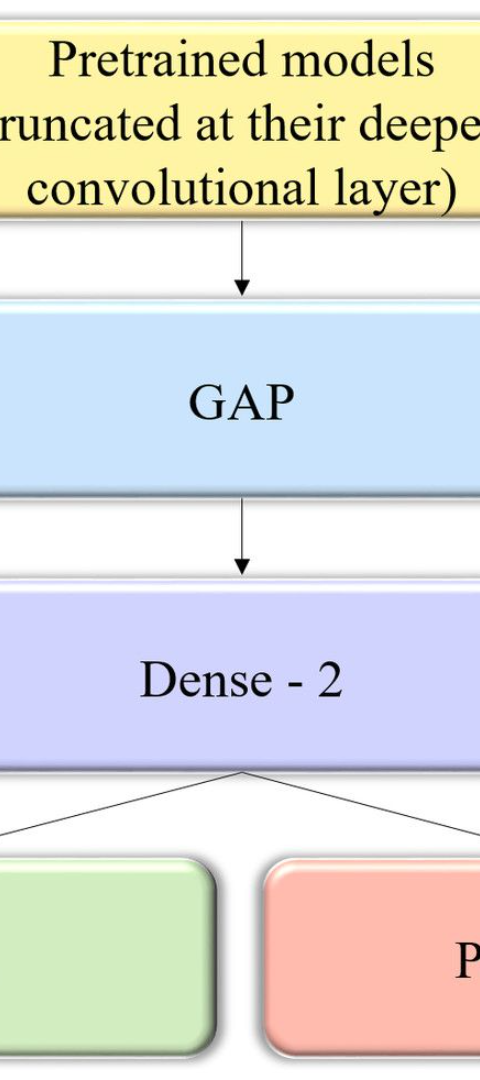 Pretrained models
runcated at their deepe
convolutional layer)
GAP
Dense - 2
P